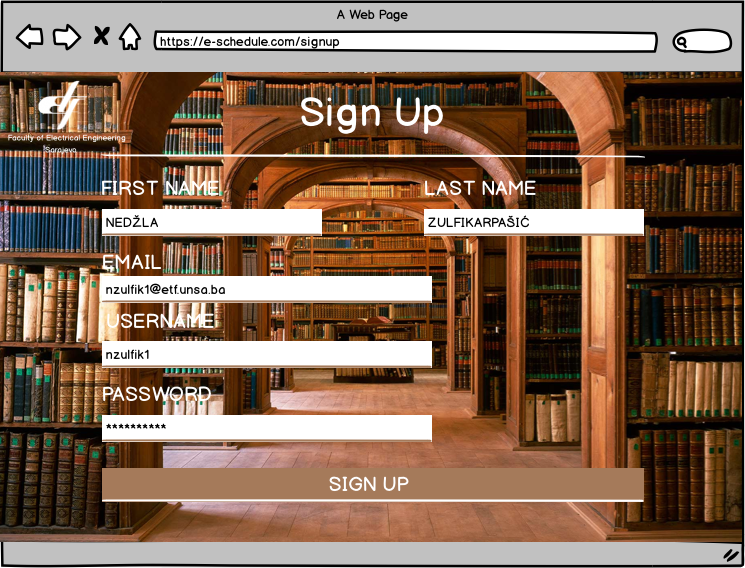 A Web Page
https://e-schedule.com/signup
Sign Up
Faculty of Electrical Engineering
Sarajevo
FIRST NAME
LAST NAME
NEDŽLA
ZULFIKARPAŠIĆ
EMAIL
nzulfik1@etf.unsa.ba
USERNAME
nzulfik1
PASSWORD
**********
SIGN UP